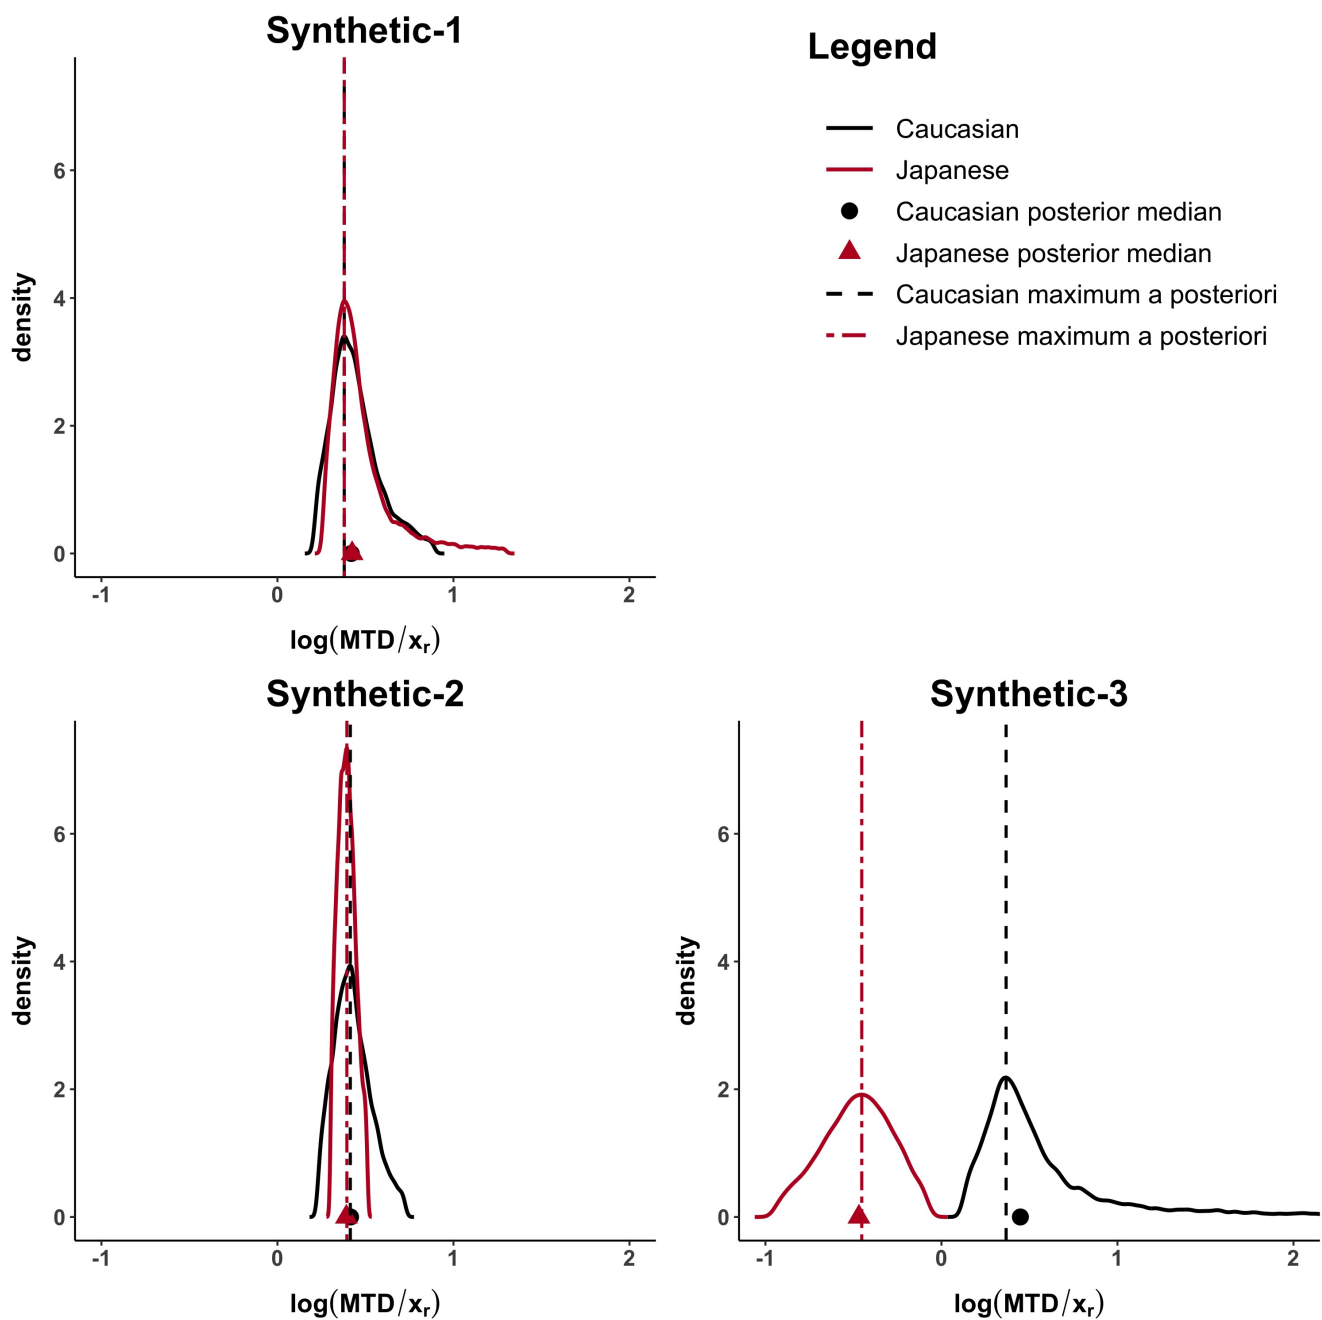 Synthetic-1
density
6
4
2
0
-1 0 1 2
log(MTD/xr)
Legend
Caucasian
Japanese
Caucasian posterior median
Japanese posterior median
Caucasian maximum a posteriori
Japanese maximum a posteriori
Synthetic-2
density
6
4
2
0
-1 0 1 2
log(MTD/xr)
Synthetic-3
density
6
4
2
0
-1 0 1 2
log(MTD/xr)